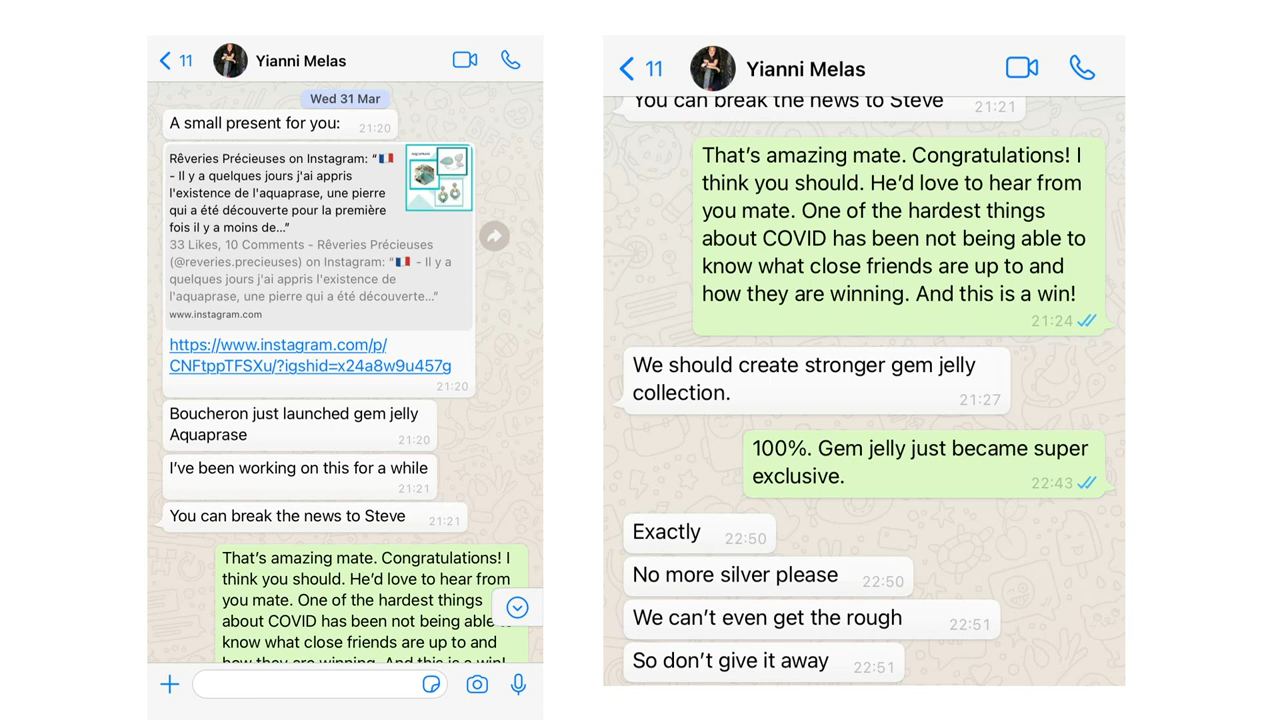 11
Yianni Melas
Wed 31 Mar
A small present for you:
21:20
Rêveries Précieuses on Instagram: “🇫🇷
- Il y a quelques jours j'ai appris
l'existence de l'aquaprase, une pierre
qui a été découverte pour la première
fois il y a moins de...”
33 Likes, 10 Comments - Rêveries Précieuses
(@reveries.precieuses) on Instagram: “🇫🇷 - Il y a
quelques jours j'ai appris l'existence de
l'aquaprase, une pierre qui a été découverte...”
www.instagram.com
https://www.instagram.com/p/
CNFtppTFSXu/?igshid=x24a8w9u457g
21:20
Boucheron just launched gem jelly
Aquaprase
21:20
I’ve been working on this for a while
21:21
You can break the news to Steve
21:21
That’s amazing mate. Congratulations! I
think you should. He’d love to hear from
you mate. One of the hardest things
about COVID has been not being able to
know what close friends are up to and
how they are winning. And this is a win!
11
Yianni Melas
You can break the news to Steve
21:21
That’s amazing mate. Congratulations! I
think you should. He’d love to hear from
you mate. One of the hardest things
about COVID has been not being able to
know what close friends are up to and
how they are winning. And this is a win!
21:24
We should create stronger gem jelly
collection.
21:27
100%. Gem jelly just became super
exclusive.
22:43
Exactly
22:50
No more silver please
22:50
We can’t even get the rough
22:51
So don’t give it away
22:51